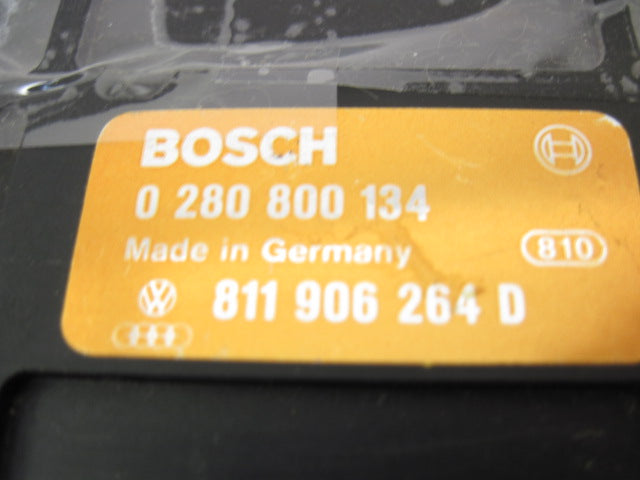 BOSCH
0 280 800 134
Made in Germany
810
811 906 264 D